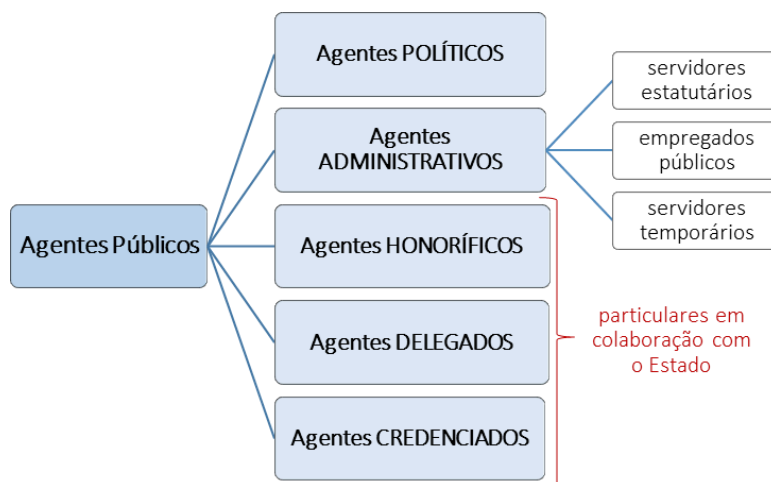 Agentes POLÍTICOS
servidores
estatutários
Agentes
ADMINISTRATIVOS
empregados
públicos
servidores
temporários
Agentes Públicos
Agentes HONORÍFICOS
Agentes DELEGADOS
particulares em
colaboração com
o Estado
Agentes CREDENCIADOS